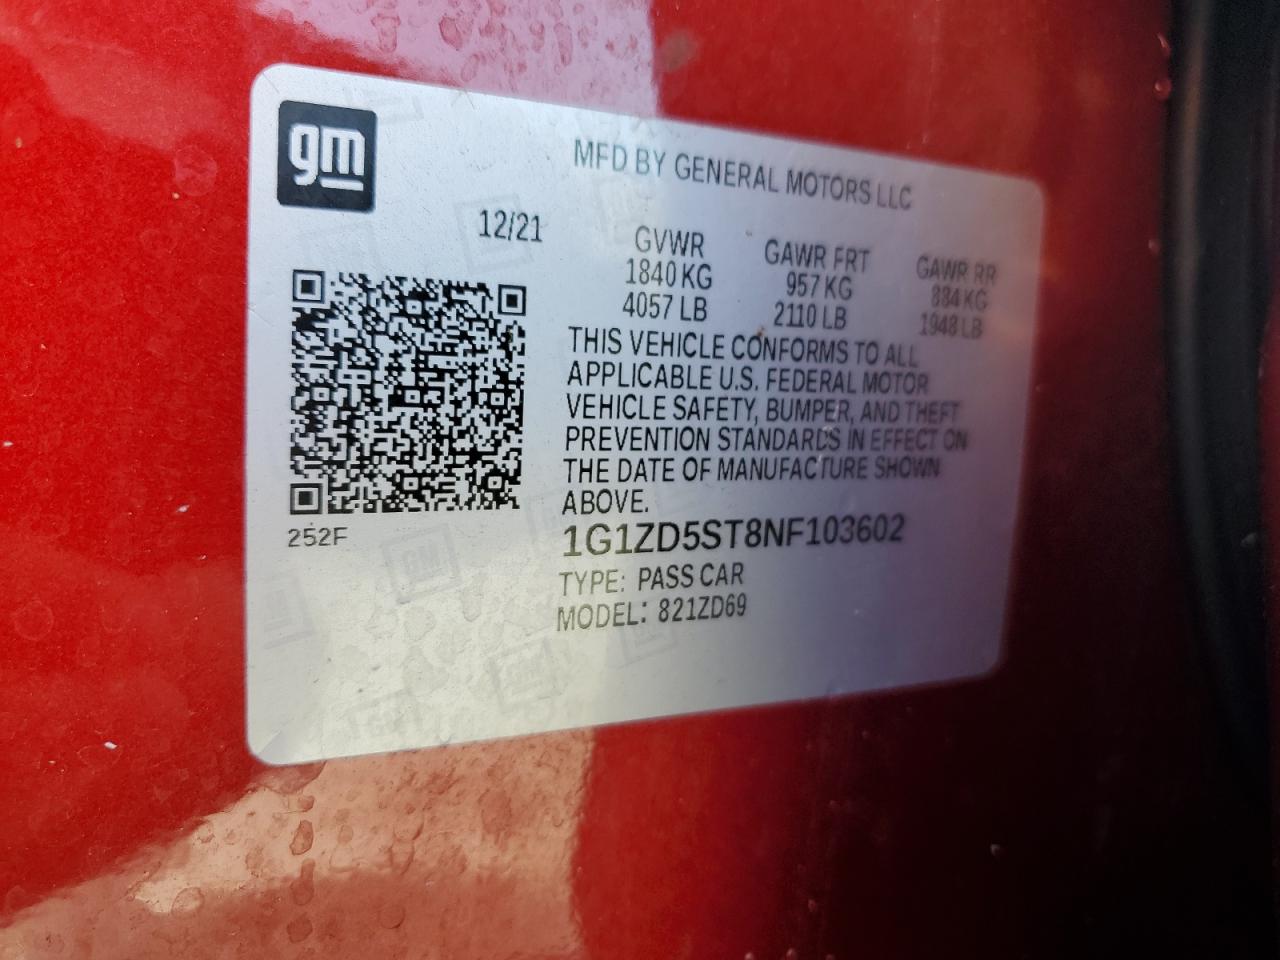 gm
MFD BY GENERAL MOTORS LLC
12/21
GVWR GAWR FRT GAWR RR
1840 KG 957 KG 884 KG
4057 LB 2110 LB 1948 LB
THIS VEHICLE CONFORMS TO ALL
APPLICABLE U.S. FEDERAL MOTOR
VEHICLE SAFETY, BUMPER, AND THEFT
PREVENTION STANDARDS IN EFFECT ON
THE DATE OF MANUFACTURE SHOWN
ABOVE.
252F
1G1ZD5ST8NF103602
TYPE: PASS CAR
MODEL: 821ZD69